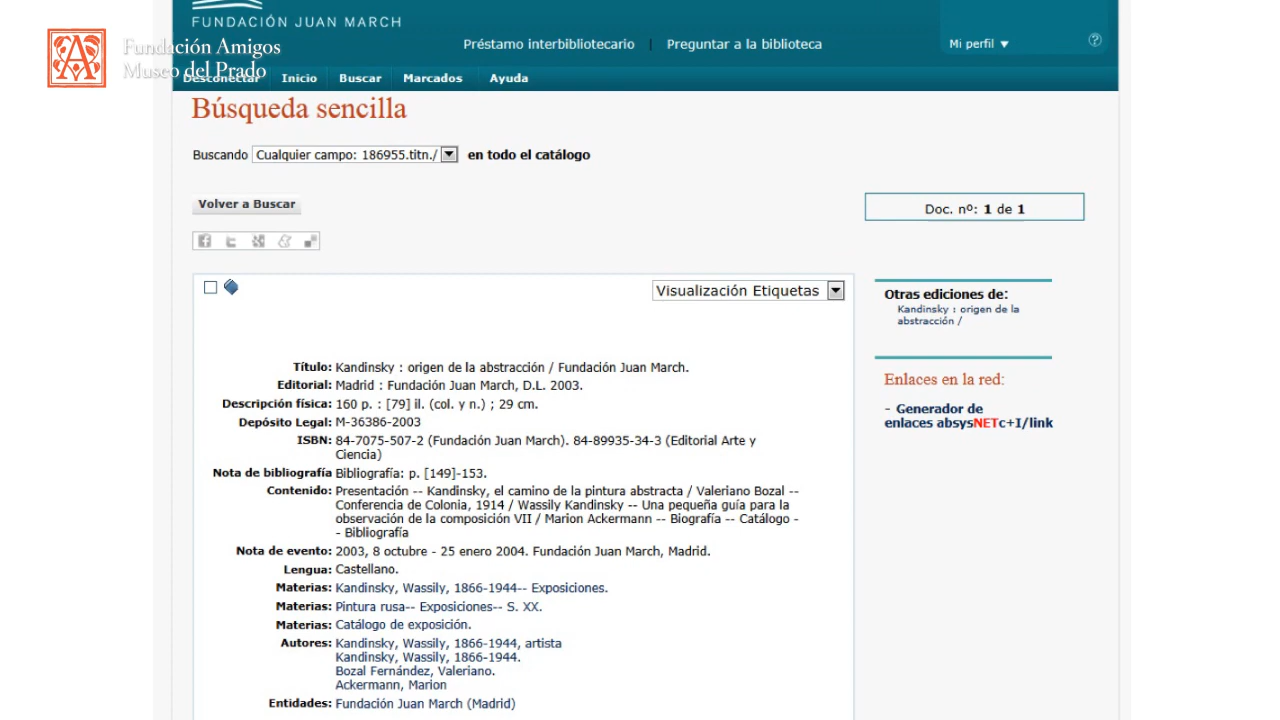 FUNDACIÓN JUAN MARCH
Fundación Amigos
Museo del Prado
Préstamo interbibliotecario | Preguntar a la biblioteca
Mi perfil ▼
?
Desconectar Inicio Buscar Marcados Ayuda
Búsqueda sencilla
Buscando Cualquier campo: 186955.titn./ en todo el catálogo
Volver a Buscar
Doc. nº: 1 de 1
Visualización Etiquetas
Título: Kandinsky : origen de la abstracción / Fundación Juan March.
Editorial: Madrid : Fundación Juan March, D.L. 2003.
Descripción física: 160 p. : [79] il. (col. y n.) ; 29 cm.
Depósito Legal: M-36386-2003
ISBN: 84-7075-507-2 (Fundación Juan March). 84-89935-34-3 (Editorial Arte y
Ciencia)
Nota de bibliografía Bibliografía: p. [149]-153.
Contenido: Presentación -- Kandinsky, el camino de la pintura abstracta / Valeriano Bozal --
Conferencia de Colonia, 1914 / Wassily Kandinsky -- Una pequeña guía para la
observación de la composición VII / Marion Ackermann -- Biografía -- Catálogo -
- Bibliografía
Nota de evento: 2003, 8 octubre - 25 enero 2004. Fundación Juan March, Madrid.
Lengua: Castellano.
Materias: Kandinsky, Wassily, 1866-1944-- Exposiciones.
Materias: Pintura rusa-- Exposiciones-- S. XX.
Materias: Catálogo de exposición.
Autores: Kandinsky, Wassily, 1866-1944, artista
Kandinsky, Wassily, 1866-1944.
Bozal Fernández, Valeriano.
Ackermann, Marion
Entidades: Fundación Juan March (Madrid)
Otras ediciones de:
Kandinsky : origen de la
abstracción /
Enlaces en la red:
- Generador de
enlaces absysNETc+I/link